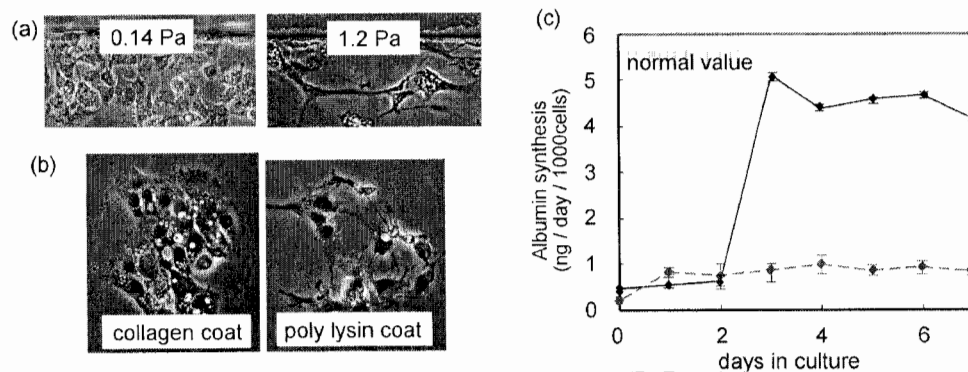 (a)
0.14 Pa
1.2 Pa
(b)
collagen coat
poly lysin coat
(c)
normal value
Albumin synthesis
(ng / day / 1000cells)
6
5
4
3
2
1
0
0 2 4 6
days in culture